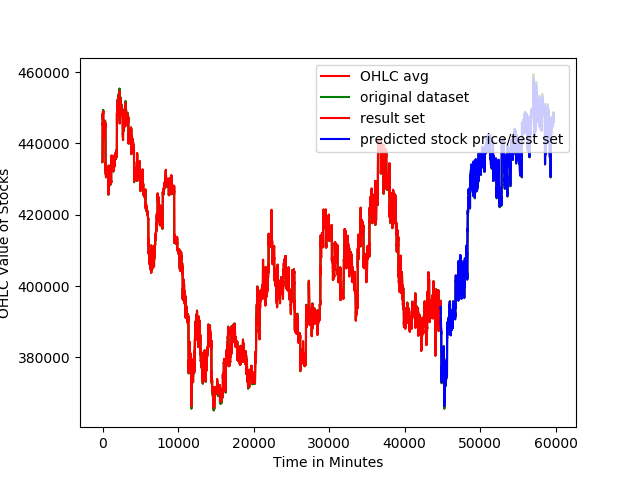 460000
440000
420000
400000
380000
OHLC Value of Stocks
0
10000
20000
30000
40000
50000
60000
Time in Minutes
OHLC avg
original dataset
result set
predicted stock price/test set